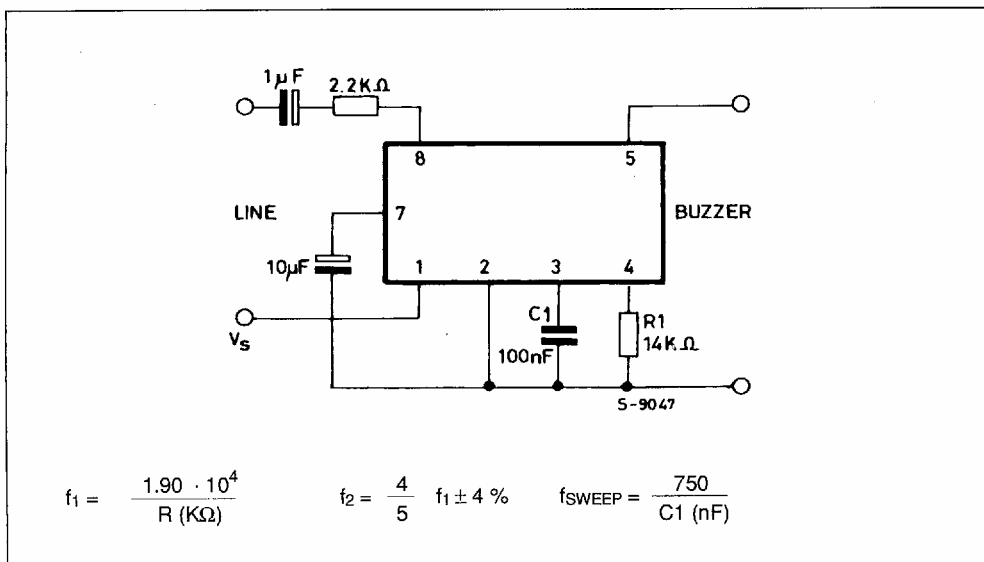 1µF
2.2KΩ
8
5
LINE
7
BUZZER
10µF
1
2
3
4
C1
100nF
R1
14KΩ
Vs
S-9047
f1 = 1.90 · 10^4 / R (KΩ)
f2 = 4/5 f1 ± 4 %
fSWEEP = 750 / C1 (nF)